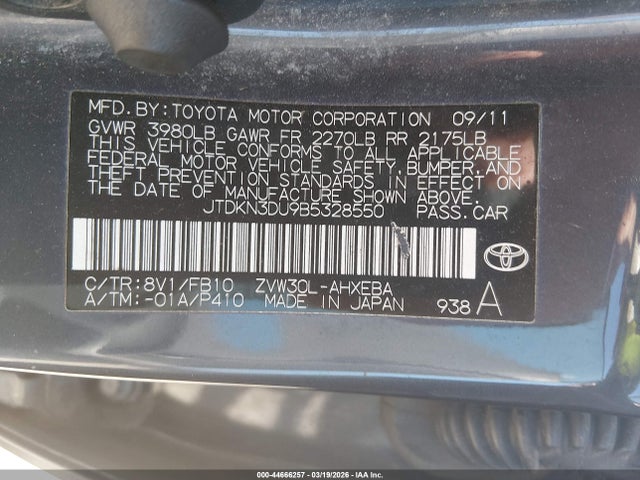 MFD. BY: TOYOTA MOTOR CORPORATION 09/11
GVWR 3980LB GAWR FR 2270LB RR 2175LB
THIS VEHICLE CONFORMS TO ALL APPLICABLE
FEDERAL MOTOR VEHICLE SAFETY, BUMPER, AND
THEFT PREVENTION STANDARDS IN EFFECT ON
THE DATE OF MANUFACTURE SHOWN ABOVE.
JTDKN3DU9B5328550 PASS. CAR
C/TR: 8V1/FB10 ZVW30L-AHXEBA
A/TM: -01A/P410 MADE IN JAPAN 938 A
000-44666257 - 03/19/2026 - IAAI.COM